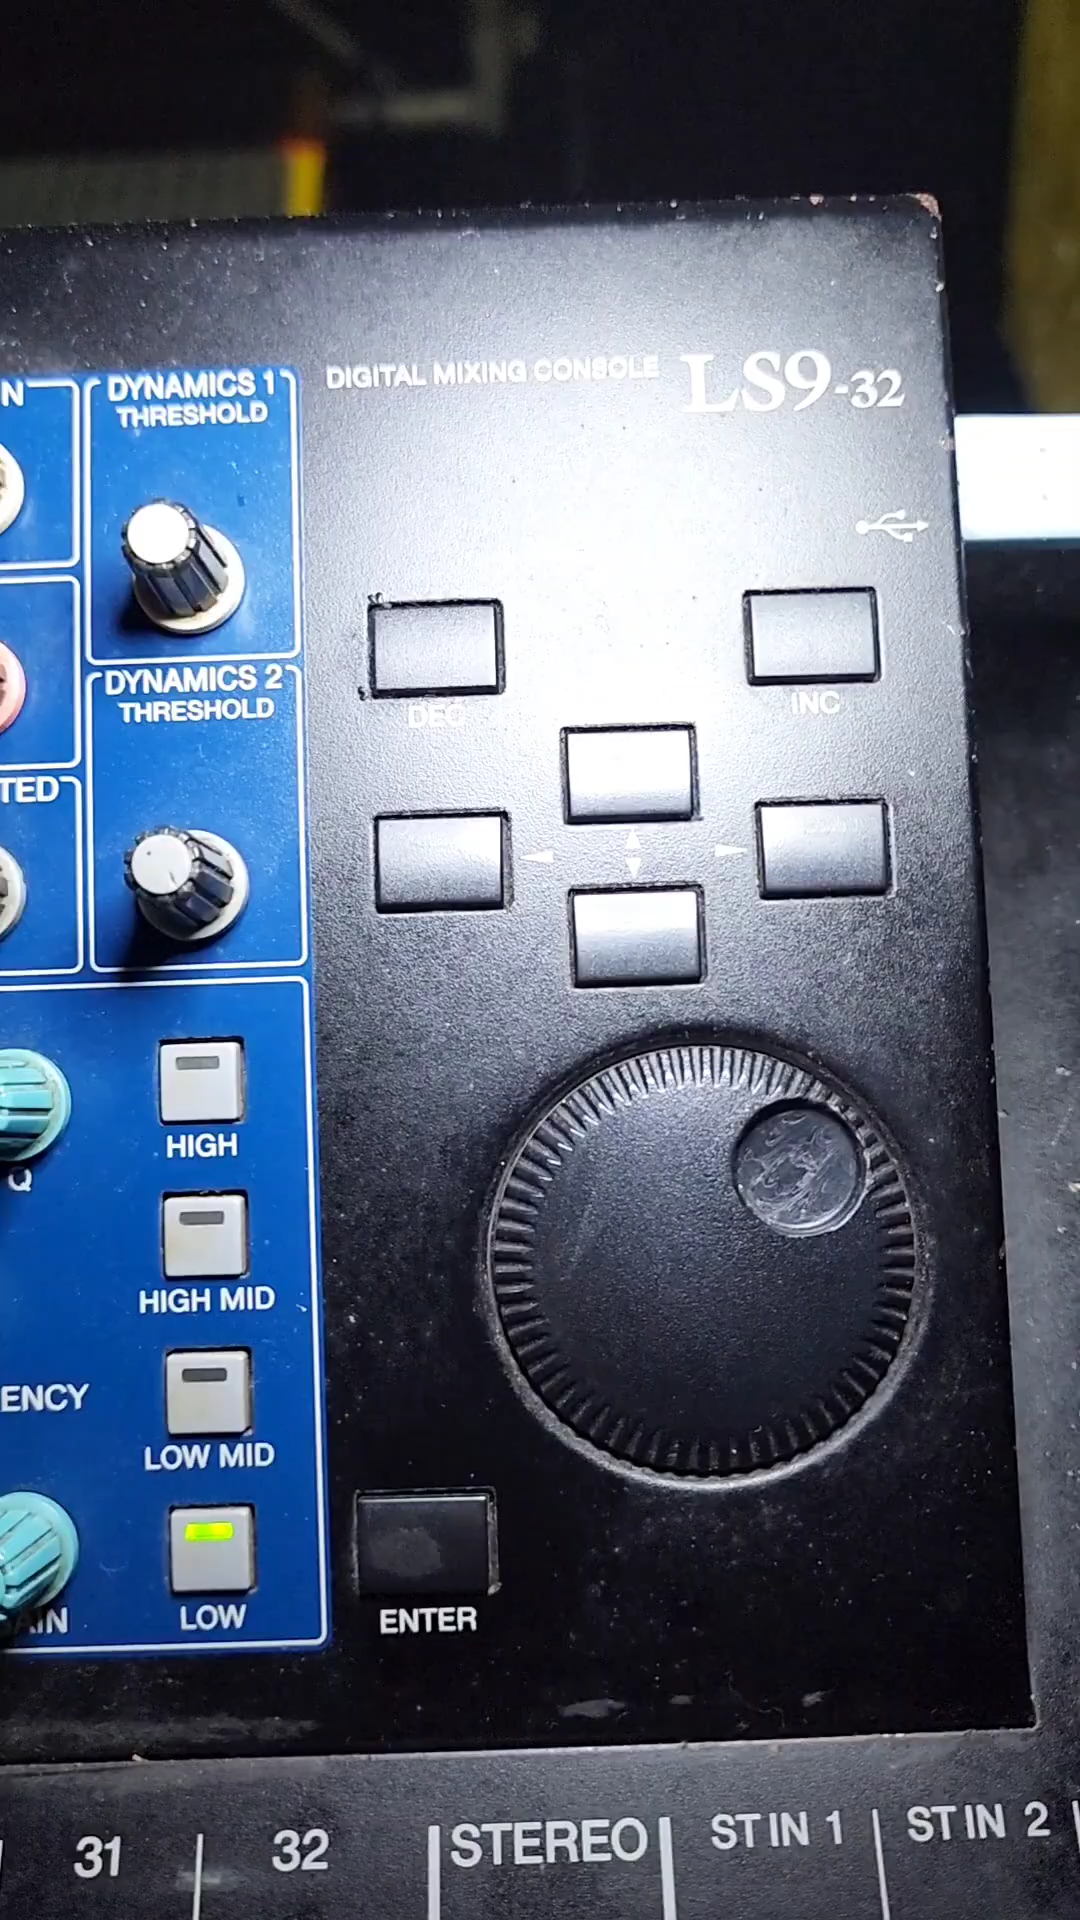 N
DYNAMICS 1
THRESHOLD
DIGITAL MIXING CONSOLE LS9-32
DYNAMICS 2
THRESHOLD
DEC
INC
TED
Q
HIGH
HIGH MID
ENCY
LOW MID
AIN
LOW
ENTER
31
32
STEREO
ST IN 1
ST IN 2